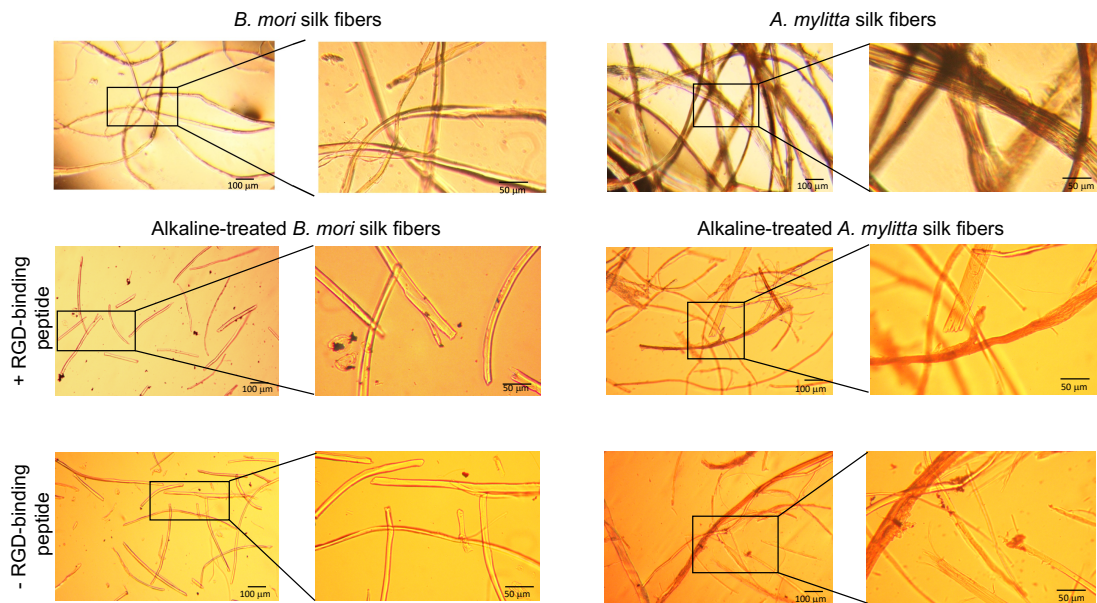 B. mori silk fibers
A. mylitta silk fibers
100 µm
50 µm
100 µm
50 µm
Alkaline-treated B. mori silk fibers
Alkaline-treated A. mylitta silk fibers
+ RGD-binding
peptide
100 µm
50 µm
100 µm
50 µm
- RGD-binding
peptide
100 µm
50 µm
100 µm
50 µm